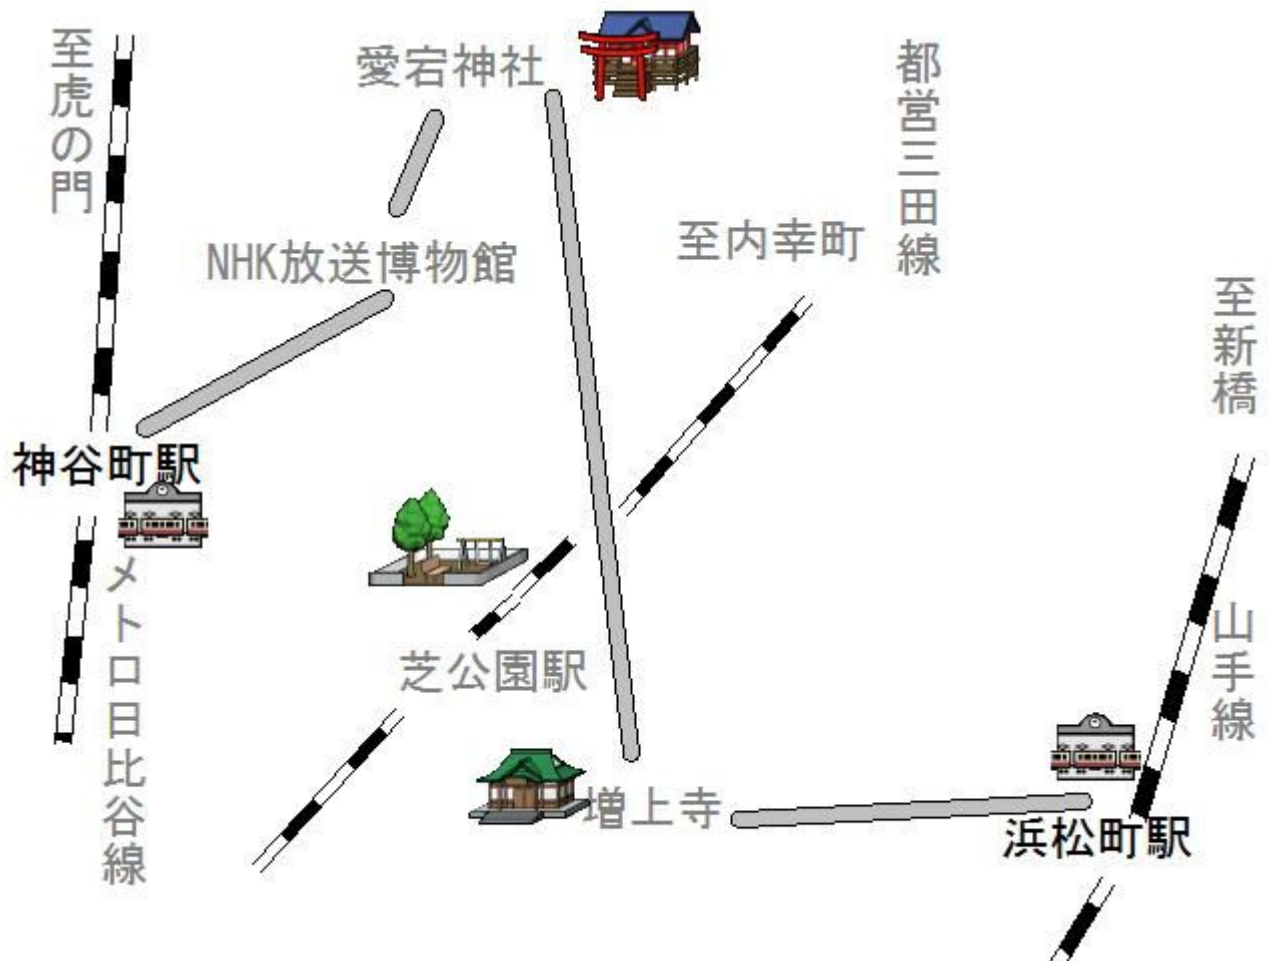 至虎の門
愛宕神社
都営三田線
至内幸町
NHK放送博物館
至新橋
神谷町駅
メトロ日比谷線
山手線
芝公園駅
増上寺
浜松町駅